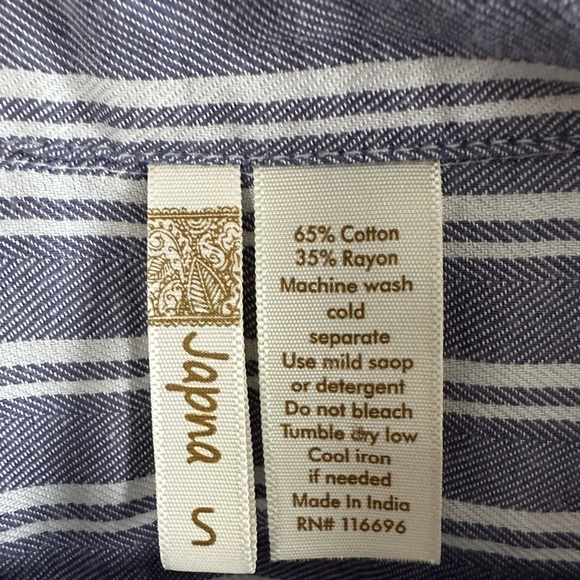 Japna S
65% Cotton
35% Rayon
Machine wash
cold
separate
Use mild saop
or detergent
Do not bleach
Tumble dry low
Cool iron
if needed
Made In India
RN# 116696